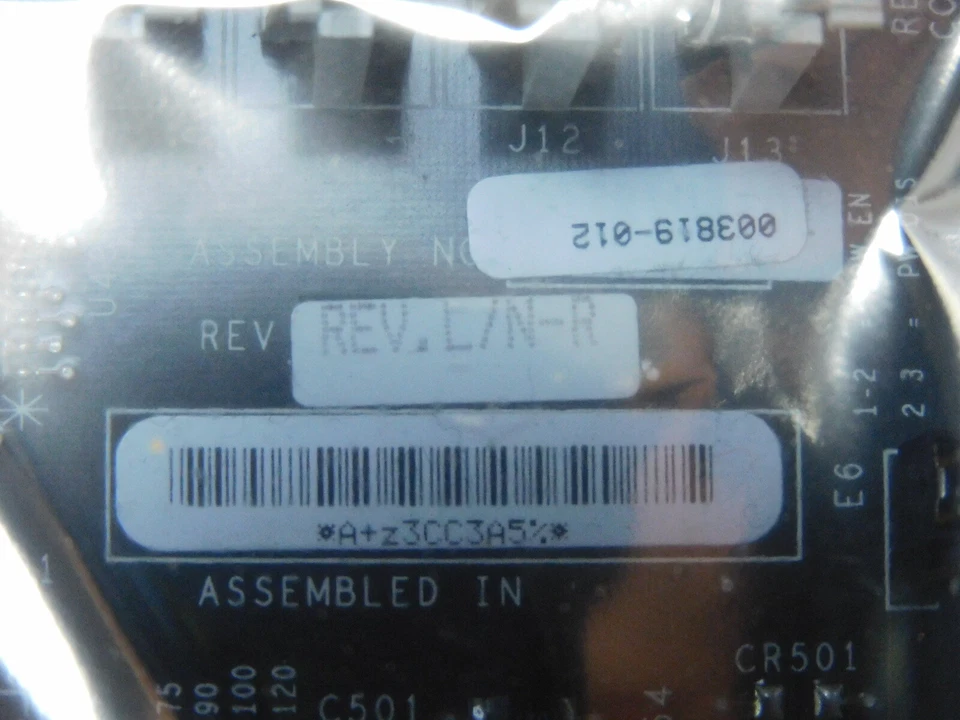 J12
J13
003819-012
ASSEMBLY NO
REV
REV. E/N-R
*A+z3CC3A5%*
ASSEMBLED IN
1
E6 1-2
2 3 =
CR501
C501
75
90
100
120